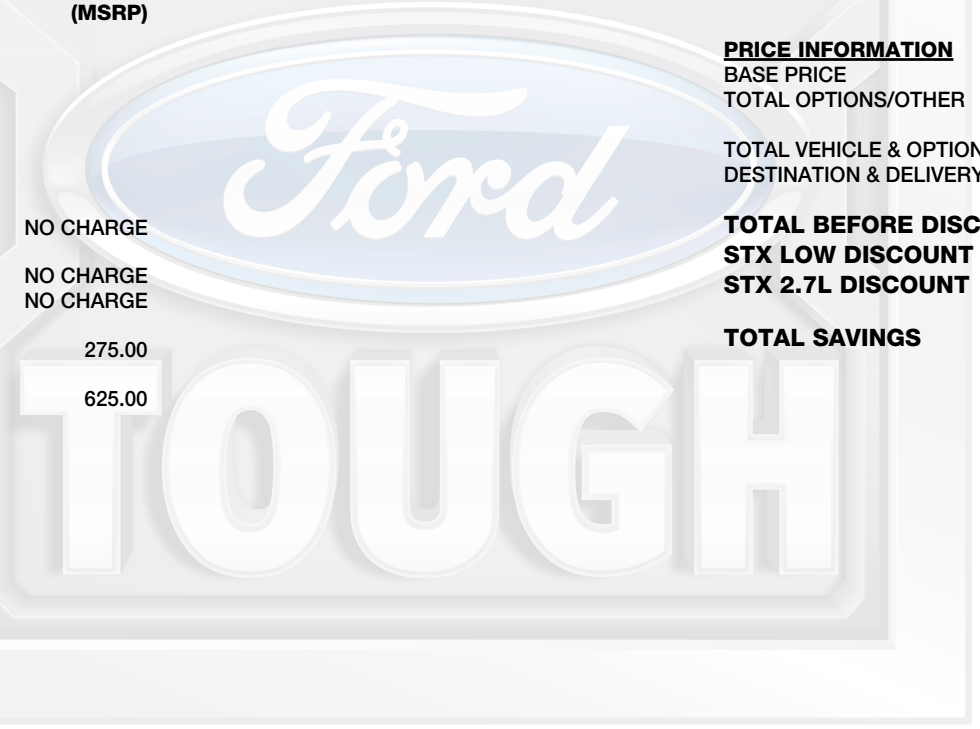 (MSRP)
NO CHARGE
NO CHARGE
NO CHARGE
275.00
625.00
PRICE INFORMATION
BASE PRICE
TOTAL OPTIONS/OTHER
TOTAL VEHICLE & OPTION
DESTINATION & DELIVERY
TOTAL BEFORE DISC
STX LOW DISCOUNT
STX 2.7L DISCOUNT
TOTAL SAVINGS
Ford
TOUGH